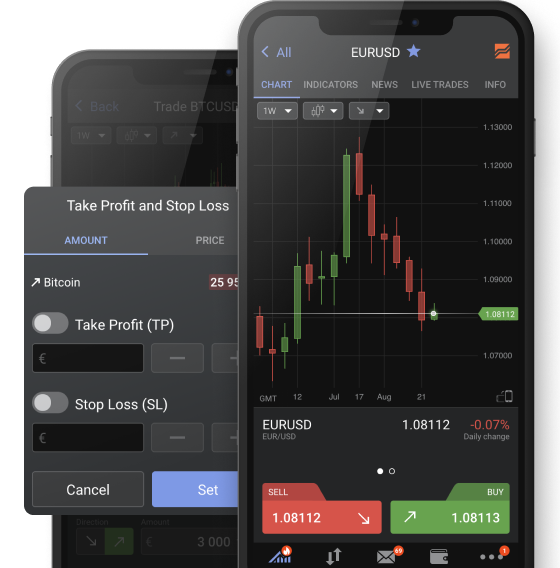 Back
Trade BTCUSD
1W
Take Profit and Stop Loss
AMOUNT
PRICE
Bitcoin
25 95
Take Profit (TP)
€
Stop Loss (SL)
€
Cancel
Set
Direction
Amount
€
3 000
All
EURUSD
CHART
INDICATORS
NEWS
LIVE TRADES
INFO
1W
1.13000
1.12000
1.11000
1.10000
1.09000
1.08112
1.07000
GMT
12
Jul
17
Aug
21
EURUSD
1.08112
-0.07%
EUR/USD
Daily change
SELL
BUY
1.08112
1.08113
69
1